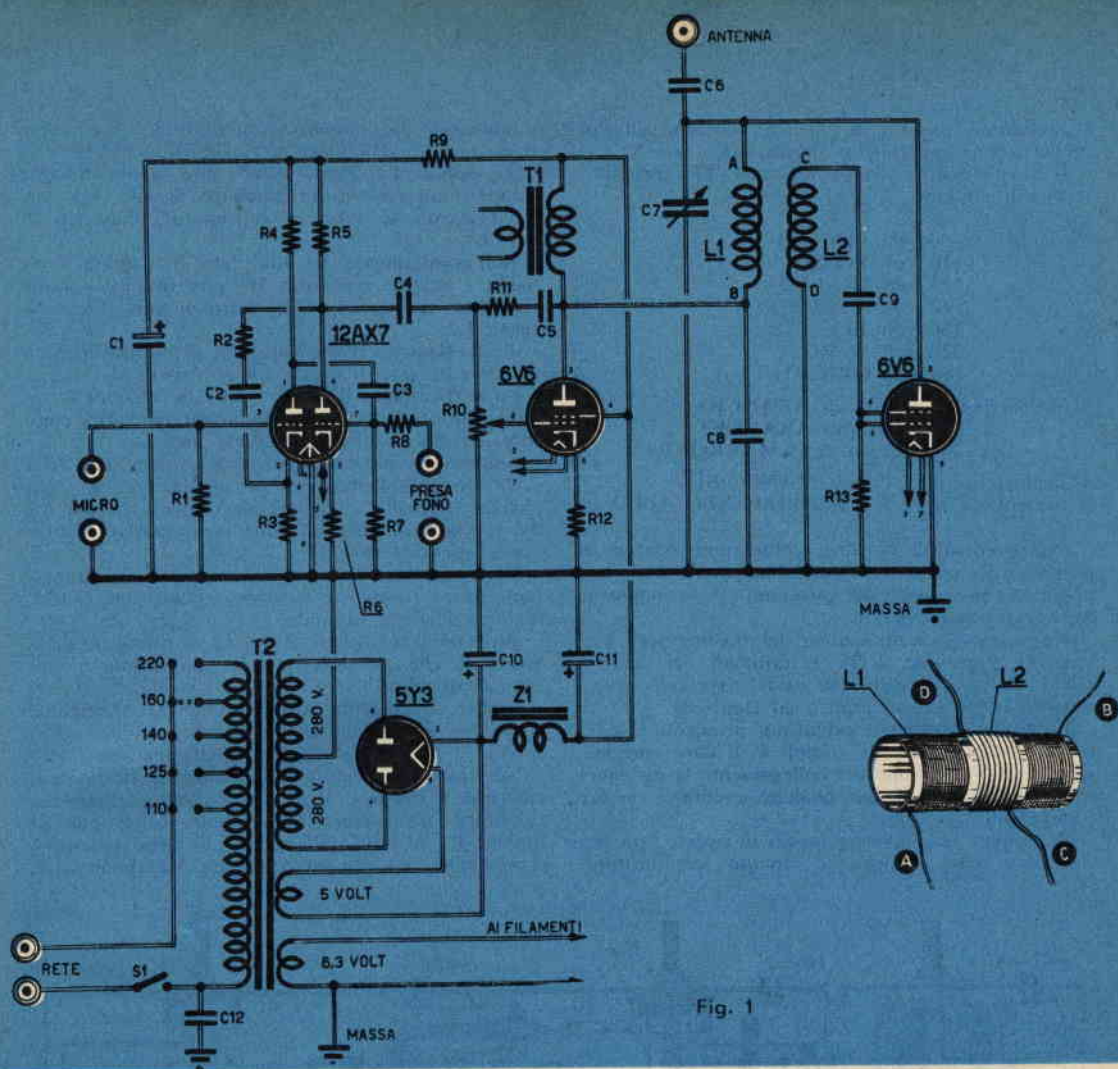 ANTENNA
C6
R9
T1
A
C
C7
L1
L2
R4
R5
B
D
C9
C4
R11
C5
C1
R2
12AX7
6V6
6V6
C2
C3
R10
R8
C8
MICRO
R1
R3
PRESA
FONO
R7
R12
R13
R6
MASSA
T2
220
160
140
125
110
280 V.
280 V.
5Y3
C10
C11
Z1
L1
D
L2
B
A
C
5 VOLT
AI FILAMENTI
6,3 VOLT
RETE
S1
C12
MASSA
Fig. 1